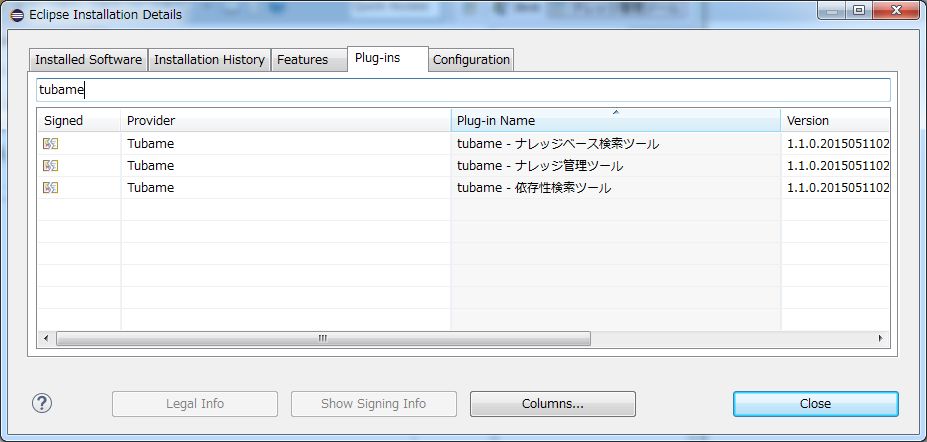 Eclipse Installation Details
Installed Software Installation History Features Plug-ins Configuration
tubame
Signed Provider Plug-in Name Version
Tubame tubame - ナレッジベース検索ツール 1.1.0.2015051102
Tubame tubame - ナレッジ管理ツール 1.1.0.2015051102
Tubame tubame - 依存性検索ツール 1.1.0.2015051102
Legal Info Show Signing Info Columns... Close